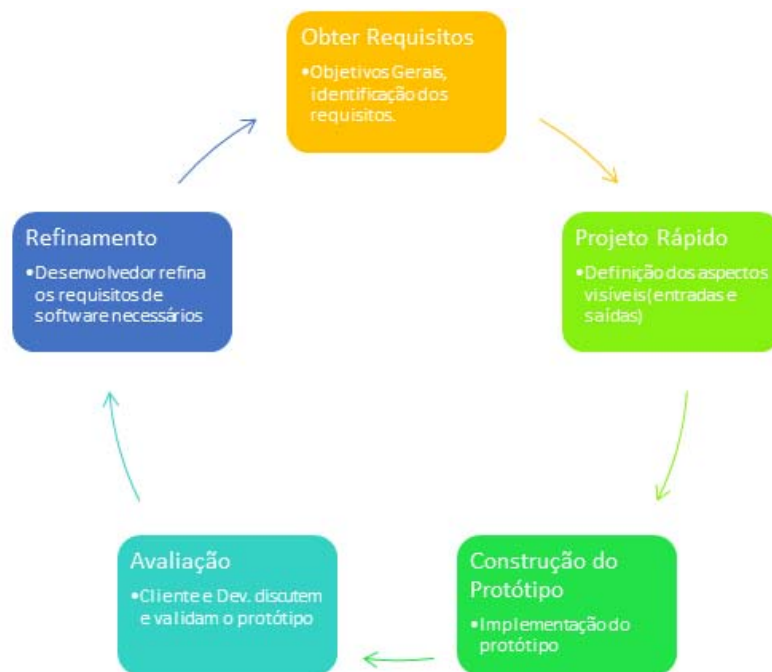 Obter Requisitos
•Objetivos Gerais,
identificação dos
requisitos.
Projeto Rápido
•Definição dos aspectos
visíveis(entradas e
saídas)
Construção do
Protótipo
•Implementação do
protótipo
Avaliação
•Cliente e Dev. discutem
e validam o protótipo
Refinamento
•Desenvolvedor refina
os requisitos de
software necessários